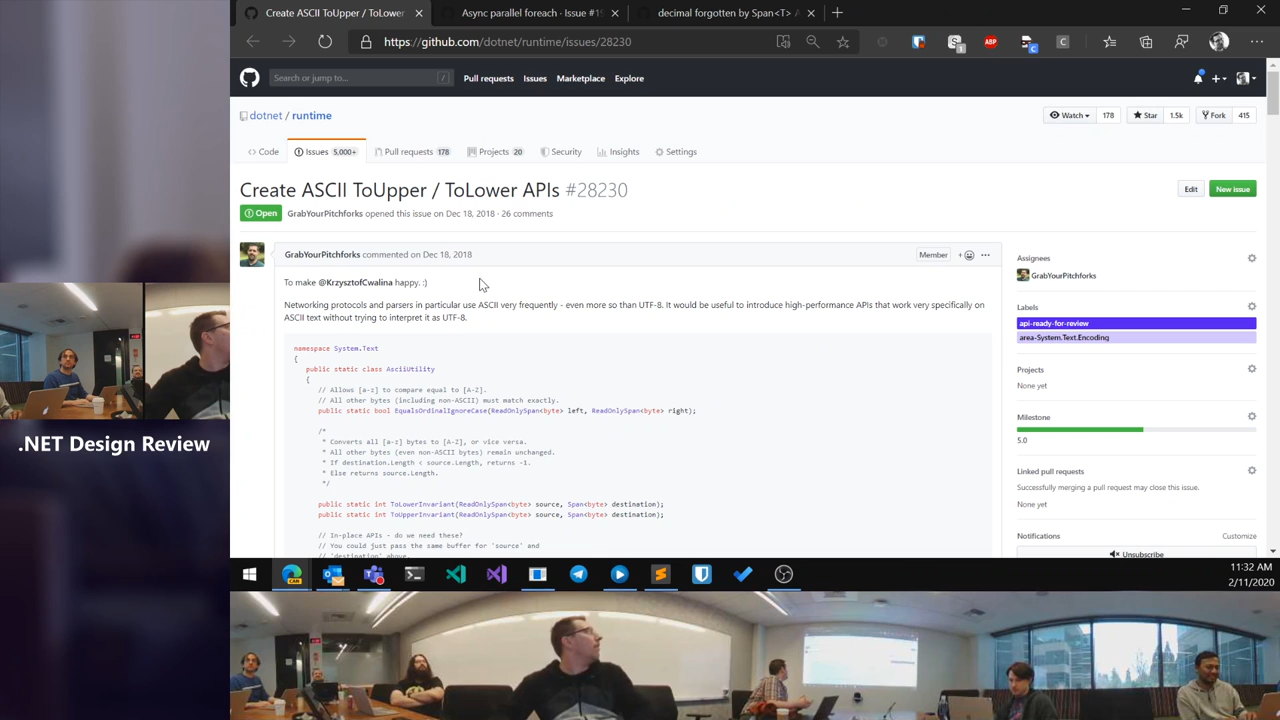 Create ASCII ToUpper / ToLower
Async parallel foreach · Issue #15
decimal forgotten by Span<T>
https://github.com/dotnet/runtime/issues/28230
Search or jump to...
/
Pull requests
Issues
Marketplace
Explore
dotnet / runtime
Watch
178
Star
1.5k
Fork
415
Code
Issues 5,000+
Pull requests 178
Projects 20
Security
Insights
Settings
Create ASCII ToUpper / ToLower APIs #28230
Edit
New issue
Open
GrabYourPitchforks opened this issue on Dec 18, 2018 · 26 comments
GrabYourPitchforks commented on Dec 18, 2018
Member
To make @KrzysztofCwalina happy. :)
Networking protocols and parsers in particular use ASCII very frequently - even more so than UTF-8. It would be useful to introduce high-performance APIs that work very specifically on
ASCII text without trying to interpret it as UTF-8.
namespace System.Text
{
public static class AsciiUtility
{
// Allows [a-z] to compare equal to [A-Z].
// All other bytes (including non-ASCII) must match exactly.
public static bool EqualsOrdinalIgnoreCase(ReadOnlySpan<byte> left, ReadOnlySpan<byte> right);
/*
* Converts all [a-z] bytes to [A-Z], or vice versa.
* All other bytes (even non-ASCII bytes) remain unchanged.
* If destination.Length < source.Length, returns -1.
* Else returns source.Length.
*/
public static int ToLowerInvariant(ReadOnlySpan<byte> source, Span<byte> destination);
public static int ToUpperInvariant(ReadOnlySpan<byte> source, Span<byte> destination);
// In-place APIs - do we need these?
// You could just pass the same buffer for `source` and
// `destination` above.
Assignees
GrabYourPitchforks
Labels
api-ready-for-review
area-System.Text.Encoding
Projects
None yet
Milestone
5.0
Linked pull requests
Successfully merging a pull request may close this issue.
None yet
Notifications
Customize
Unsubscribe
.NET Design Review
11:32 AM
2/11/2020